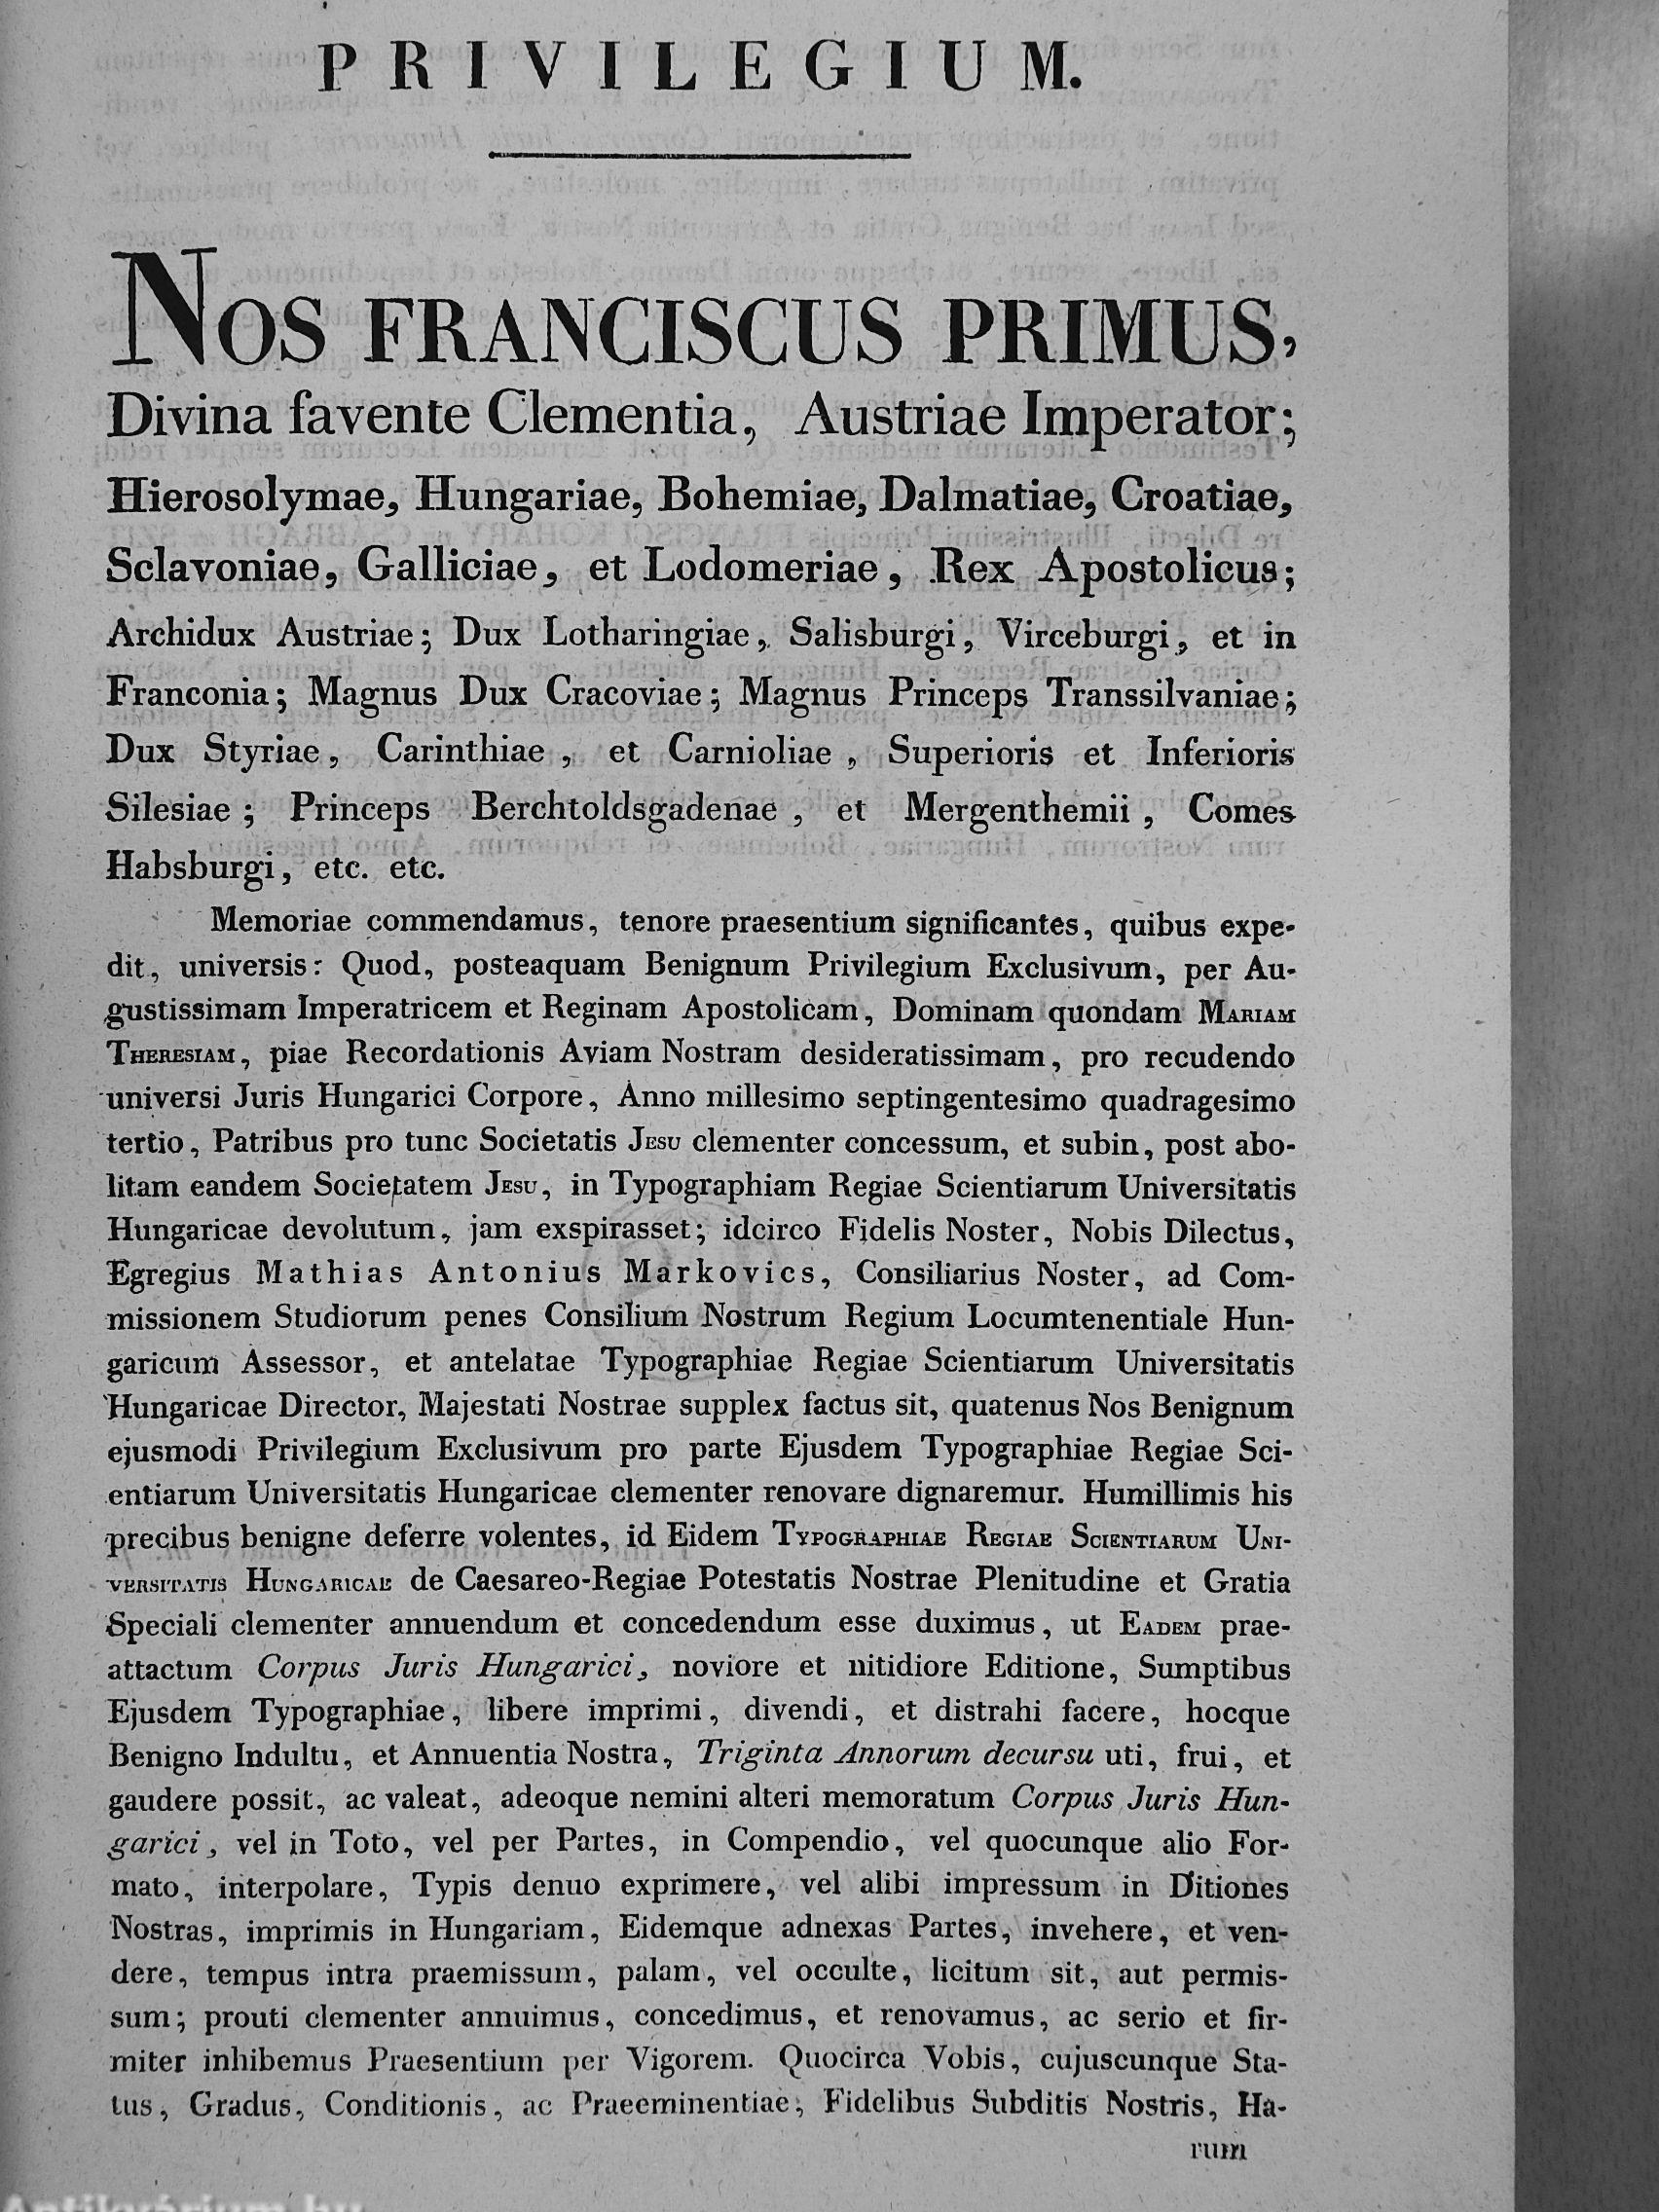 PRIVILEGIUM.
NOS FRANCISCUS PRIMUS,
Divina favente Clementia, Austriae Imperator;
Hierosolymae, Hungariae, Bohemiae, Dalmatiae, Croatiae,
Sclavoniae, Galliciae, et Lodomeriae, Rex Apostolicus;
Archidux Austriae; Dux Lotharingiae, Salisburgi, Virceburgi, et in
Franconia; Magnus Dux Cracoviae; Magnus Princeps Transsilvaniae;
Dux Styriae, Carinthiae, et Carnioliae, Superioris et Inferioris
Silesiae; Princeps Berchtoldsgadenae, et Mergenthemii, Comes
Habsburgi, etc. etc.
Memoriae commendamus, tenore praesentium significantes, quibus expe-
dit, universis: Quod, posteaquam Benignum Privilegium Exclusivum, per Au-
gustissimam Imperatricem et Reginam Apostolicam, Dominam quondam MARIAM
THERESIAM, piae Recordationis Aviam Nostram desideratissimam, pro recudendo
universi Juris Hungarici Corpore, Anno millesimo septingentesimo quadragesimo
tertio, Patribus pro tunc Societatis JESU clementer concessum, et subin, post abo-
litam eandem Societatem JESU, in Typographiam Regiae Scientiarum Universitatis
Hungaricae devolutum, jam exspirasset; idcirco Fidelis Noster, Nobis Dilectus,
Egregius Mathias Antonius Markovics, Consiliarius Noster, ad Com-
missionem Studiorum penes Consilium Nostrum Regium Locumtenentiale Hun-
garicum Assessor, et antelatae Typographiae Regiae Scientiarum Universitatis
Hungaricae Director, Majestati Nostrae supplex factus sit, quatenus Nos Benignum
ejusmodi Privilegium Exclusivum pro parte Ejusdem Typographiae Regiae Sci-
entiarum Universitatis Hungaricae clementer renovare dignaremur. Humillimis his
precibus benigne deferre volentes, id Eidem TYPOGRAPHIAE REGIAE SCIENTIARUM UNI-
VERSITATIS HUNGARICAE de Caesareo-Regiae Potestatis Nostrae Plenitudine et Gratia
Speciali clementer annuendum et concedendum esse duximus, ut EADEM prae-
attactum Corpus Juris Hungarici, noviore et nitidiore Editione, Sumptibus
Ejusdem Typographiae, libere imprimi, divendi, et distrahi facere, hocque
Benigno Indultu, et Annuentia Nostra, Triginta Annorum decursu uti, frui, et
gaudere possit, ac valeat, adeoque nemini alteri memoratum Corpus Juris Hun-
garici, vel in Toto, vel per Partes, in Compendio, vel quocunque alio For-
mato, interpolare, Typis denuo exprimere, vel alibi impressum in Ditiones
Nostras, imprimis in Hungariam, Eidemque adnexas Partes, invehere, et ven-
dere, tempus intra praemissum, palam, vel occulte, licitum sit, aut permis-
sum; prouti clementer annuimus, concedimus, et renovamus, ac serio et fir-
miter inhibemus Praesentium per Vigorem. Quocirca Vobis, cujuscunque Sta-
tus, Gradus, Conditionis, ac Praeeminentiae, Fidelibus Subditis Nostris, Ha-
rum
Antikvárium.hu